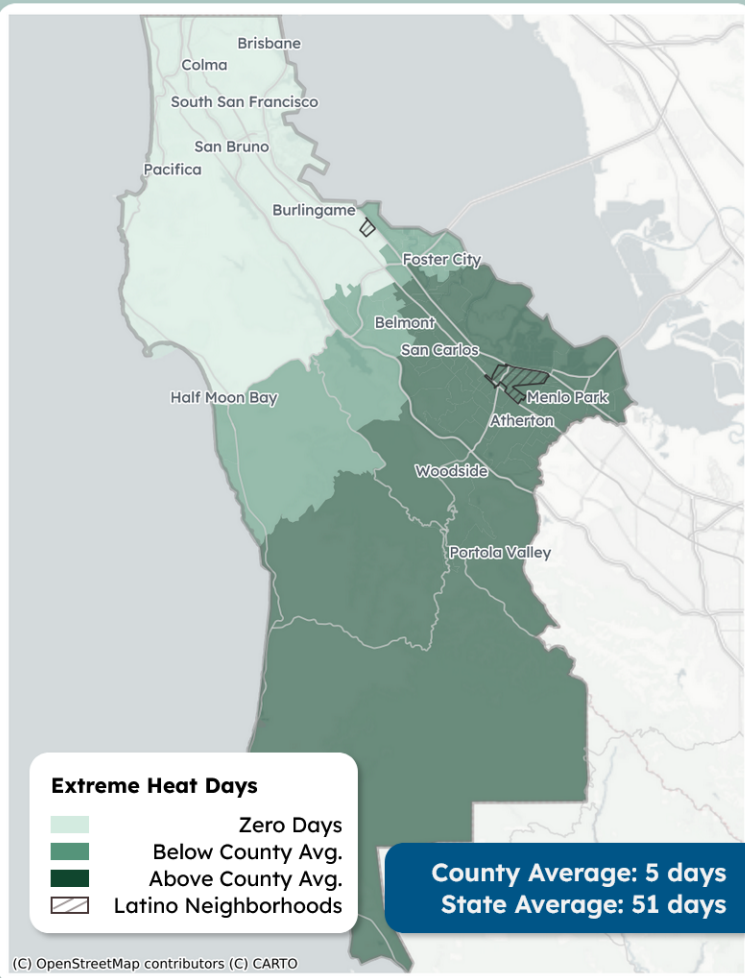 Brisbane
Colma
South San Francisco
San Bruno
Pacifica
Burlingame
Foster City
Belmont
San Carlos
Half Moon Bay
Menlo Park
Atherton
Woodside
Portola Valley
Extreme Heat Days
Zero Days
Below County Avg.
Above County Avg.
Latino Neighborhoods
County Average: 5 days
State Average: 51 days
(C) OpenStreetMap contributors (C) CARTO